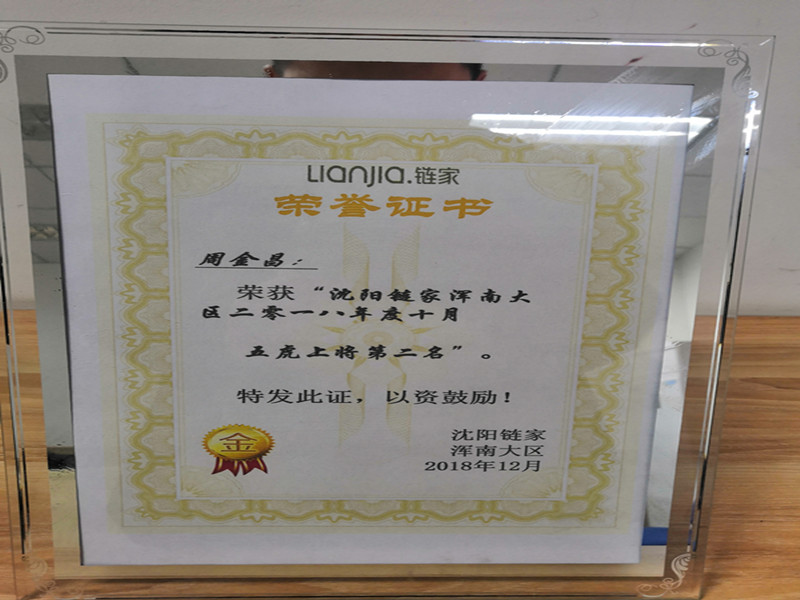 LIANJIA.链家
荣誉证书
周金昌：
荣获“沈阳链家浑南大
区二零一八年度十月
五虎上将第二名”。
特发此证，以资鼓励！
金
沈阳链家
浑南大区
2018年12月